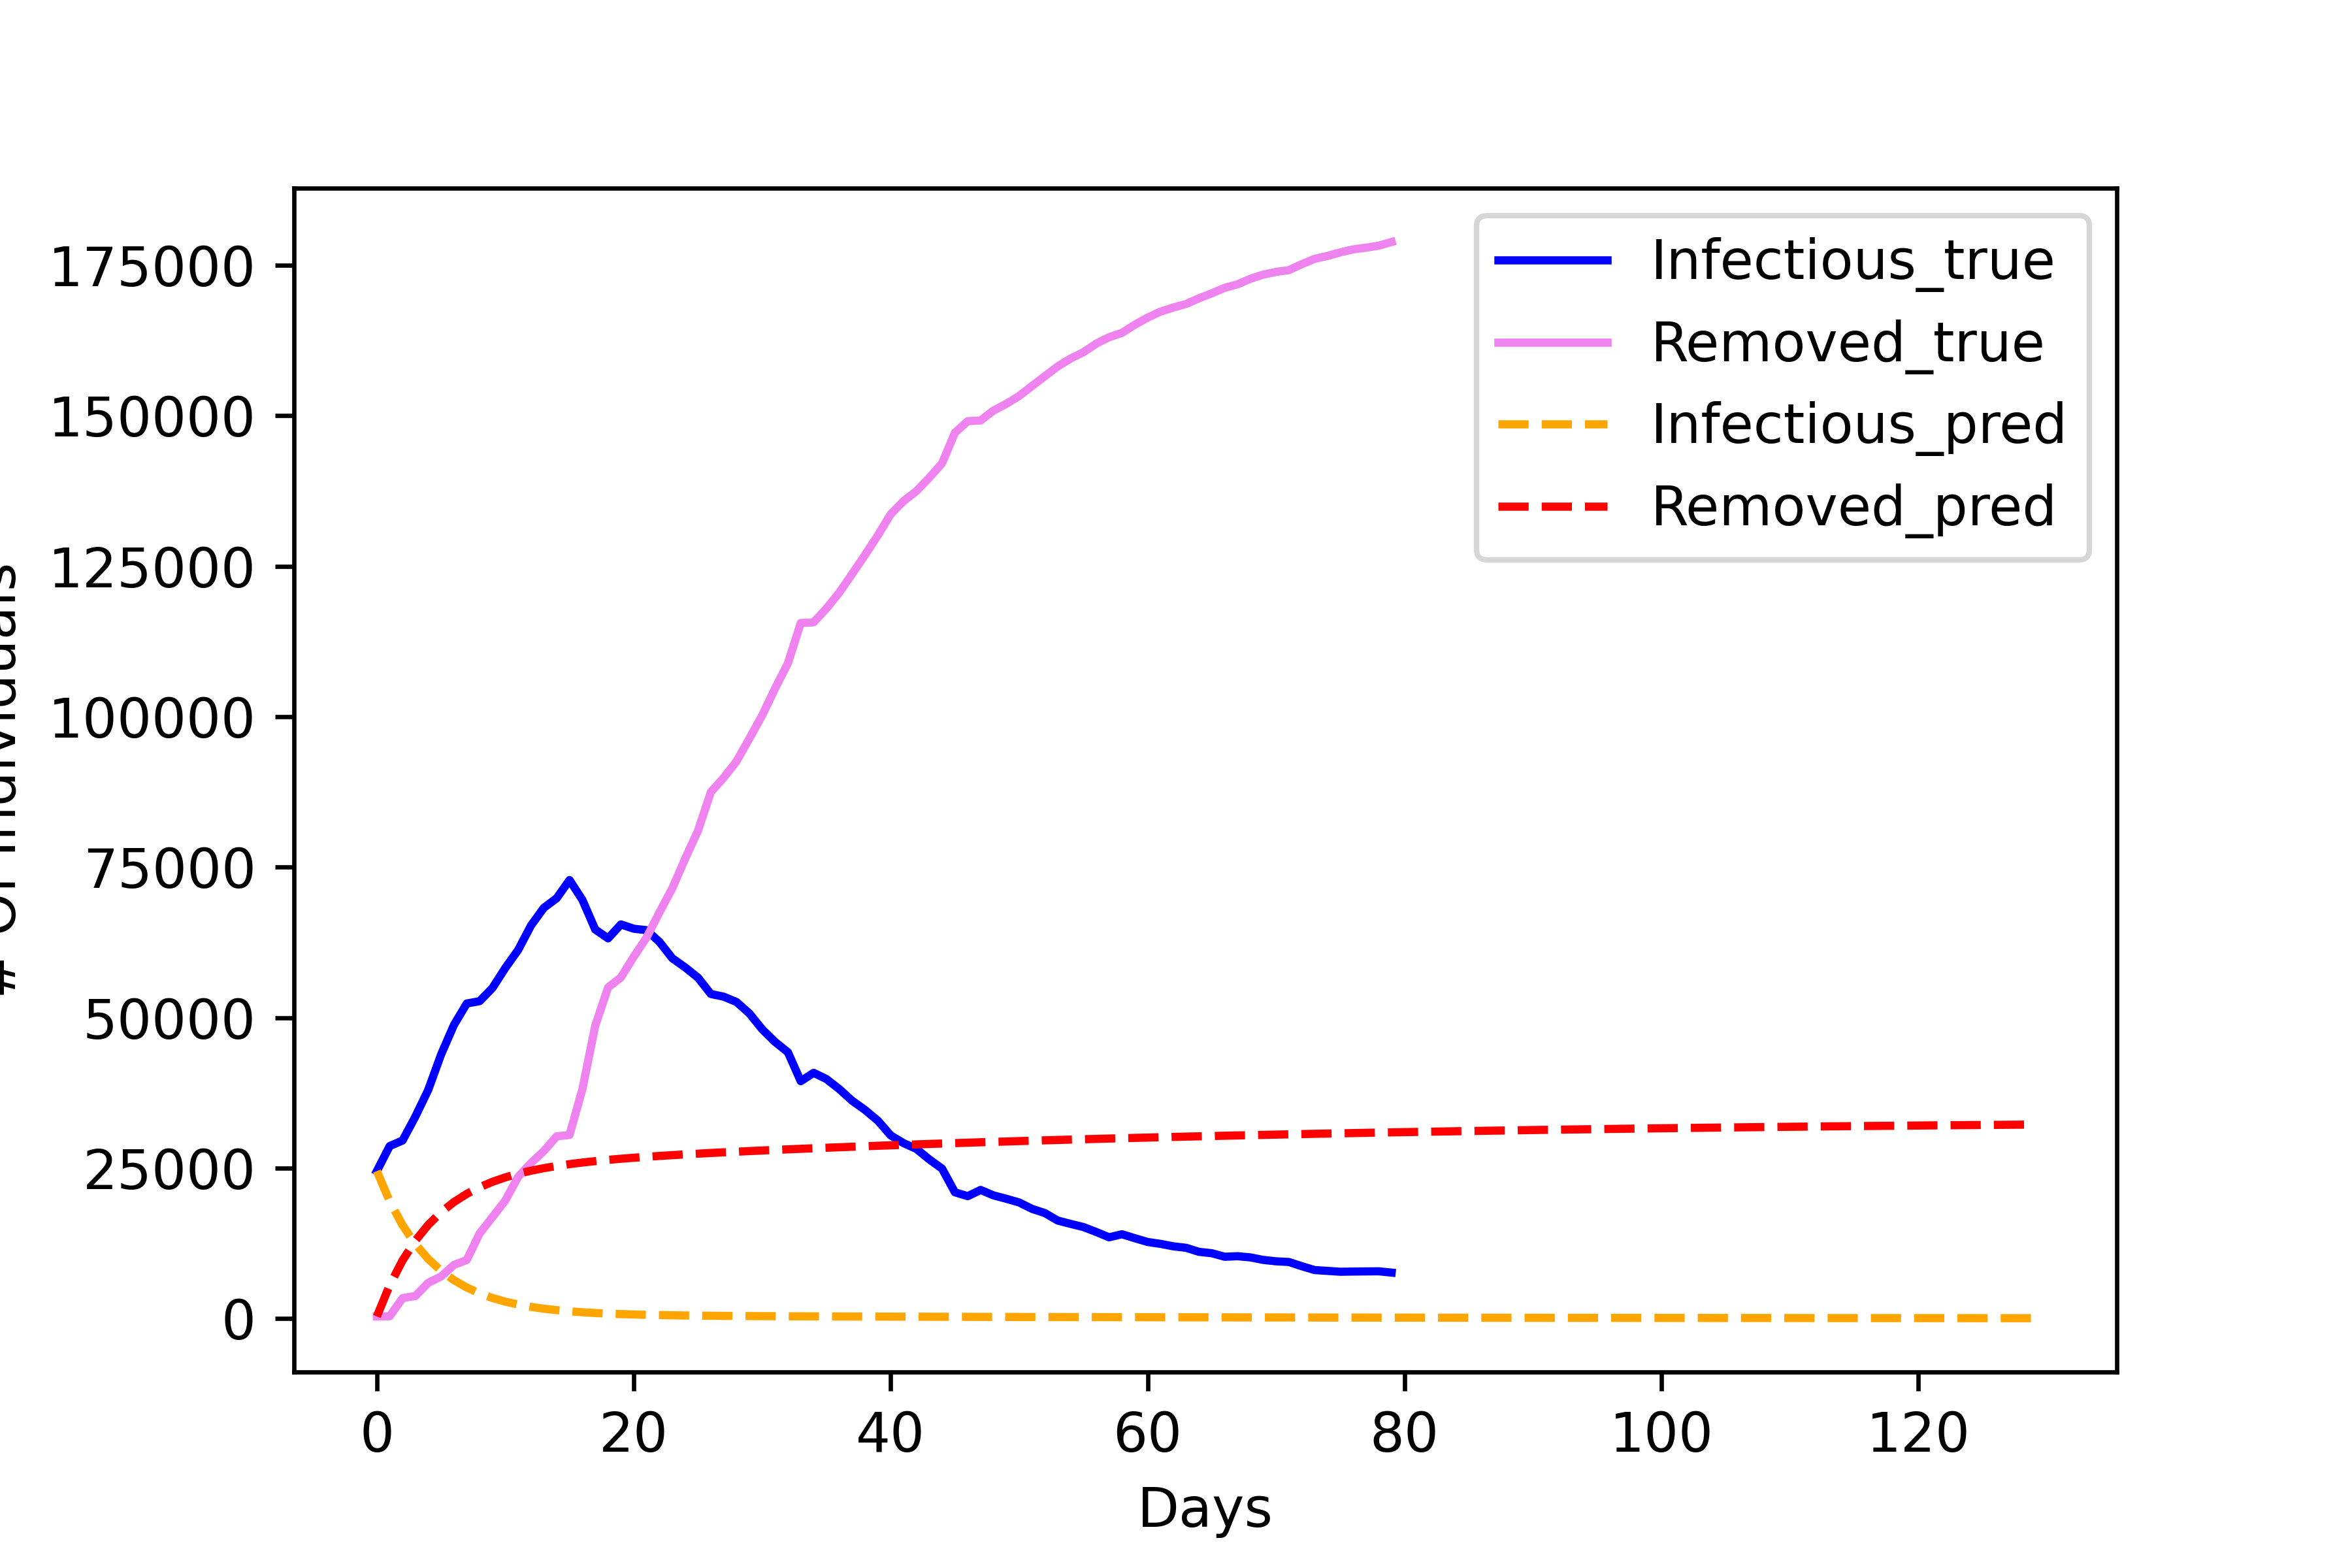 175000
150000
125000
100000
75000
50000
25000
0
0 20 40 60 80 100 120
Days
Infectious_true
Removed_true
Infectious_pred
Removed_pred